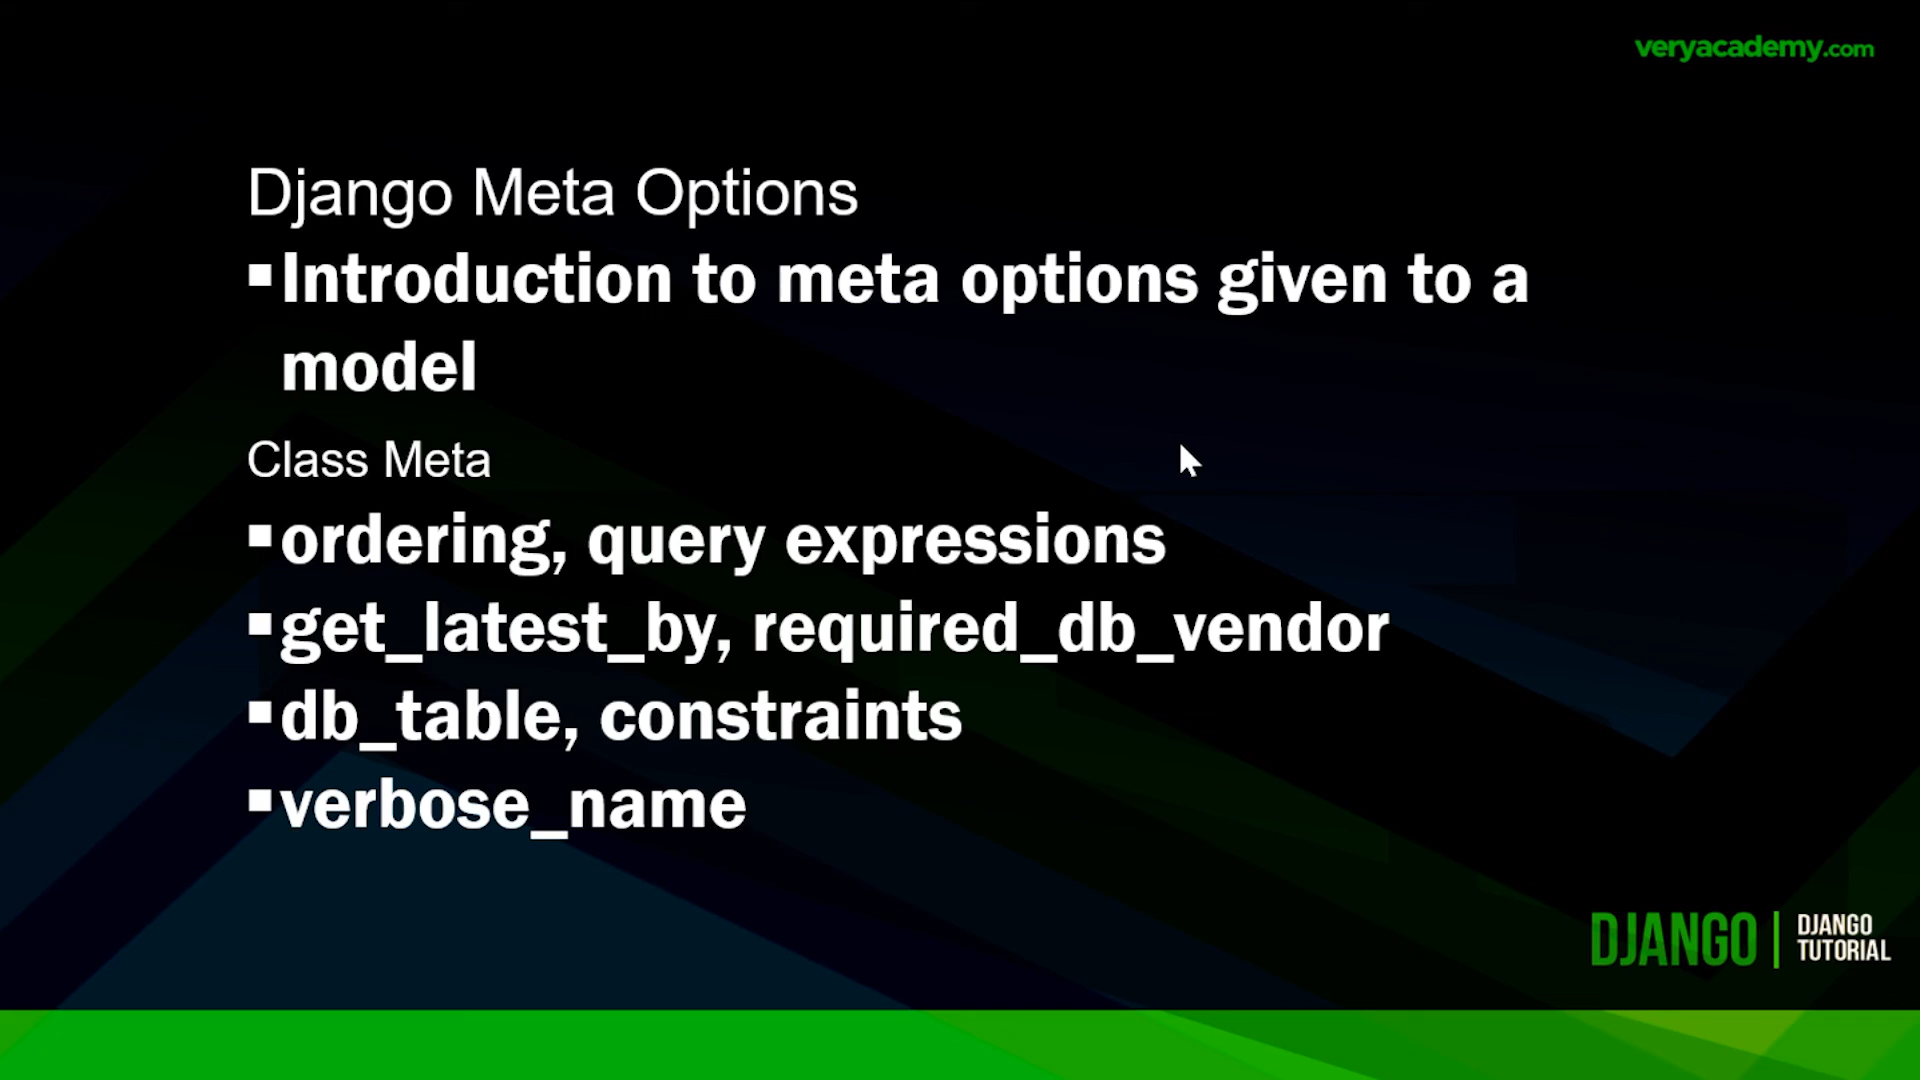 veryacademy.com
Django Meta Options
▪Introduction to meta options given to a
model
Class Meta
▪ordering, query expressions
▪get_latest_by, required_db_vendor
▪db_table, constraints
▪verbose_name
DJANGO | DJANGO
TUTORIAL